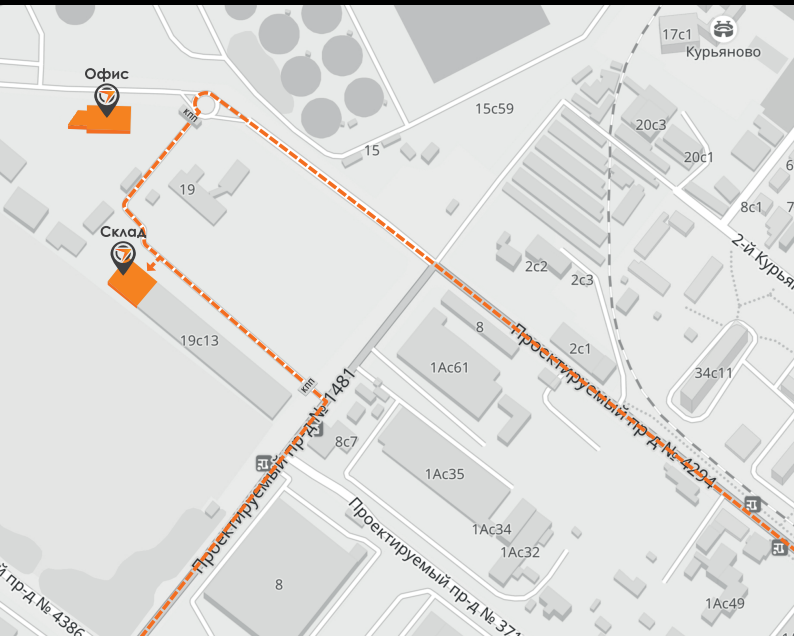 17с1
Курьяново
Офис
15с59
кпп
20с3
15
20с1
19
8с1
Склад
2-й Курья
2с2
2с3
19с13
8
2с1
1Ас61
34с11
Проектируемый пр-д № 4294
кпп
Проектируемый пр-д № 1481
8с7
1Ас35
Проектируемый пр-д № 371
1Ас34
1Ас32
8
й пр-д № 4386
1Ас49